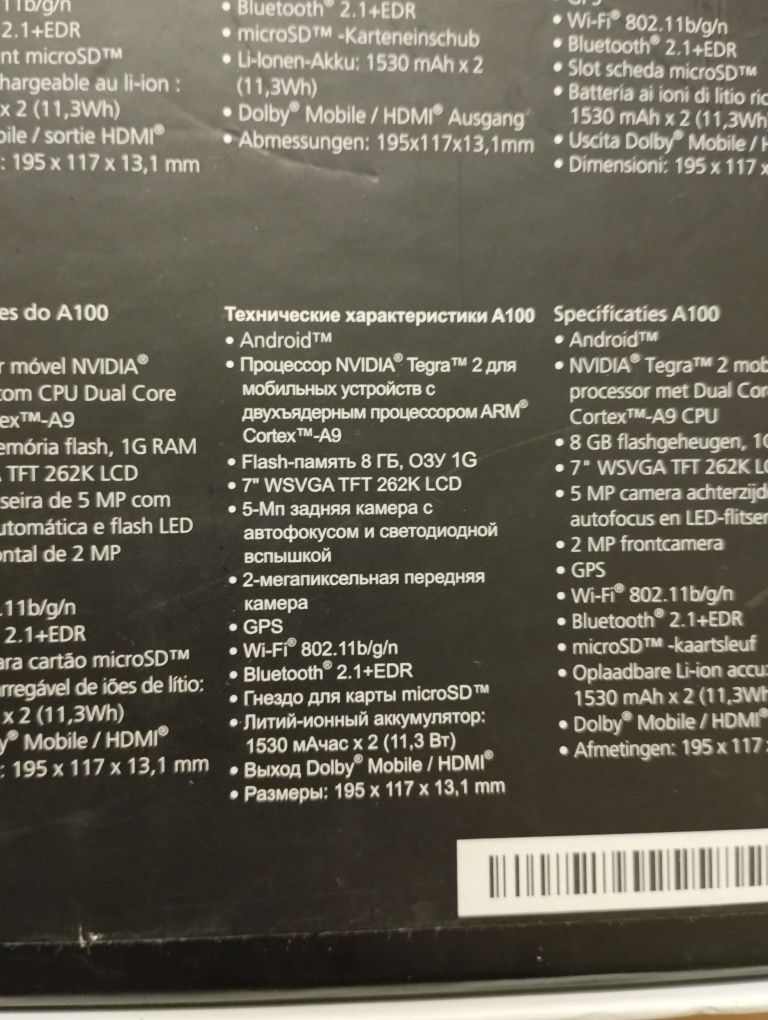 11b/g/n
2.1+EDR
nt microSD™
hargeable au li-ion :
x 2 (11,3Wh)
bile / sortie HDMI®
: 195 x 117 x 13,1 mm
• Bluetooth® 2.1+EDR
• microSD™ -Karteneinschub
• Li-Ionen-Akku: 1530 mAh x 2
(11,3Wh)
• Dolby® Mobile / HDMI® Ausgang
• Abmessungen: 195x117x13,1mm
• Wi-Fi® 802.11b/g/n
• Bluetooth® 2.1+EDR
• Slot scheda microSD™
• Batteria ai ioni di litio ric
1530 mAh x 2 (11,3Wh
• Uscita Dolby® Mobile / H
• Dimensioni: 195 x 117 x
es do A100
r móvel NVIDIA®
com CPU Dual Core
ex™-A9
emória flash, 1G RAM
TFT 262K LCD
seira de 5 MP com
utomática e flash LED
ontal de 2 MP
.11b/g/n
2.1+EDR
ara cartão microSD™
rregável de iões de lítio:
x 2 (11,3Wh)
y® Mobile / HDMI®
: 195 x 117 x 13,1 mm
Технические характеристики A100
• Android™
• Процессор NVIDIA® Tegra™ 2 для
мобильных устройств с
двухъядерным процессором ARM®
Cortex™-A9
• Flash-память 8 ГБ, ОЗУ 1G
• 7" WSVGA TFT 262K LCD
• 5-Мп задняя камера с
автофокусом и светодиодной
вспышкой
• 2-мегапиксельная передняя
камера
• GPS
• Wi-Fi® 802.11b/g/n
• Bluetooth® 2.1+EDR
• Гнездо для карты microSD™
• Литий-ионный аккумулятор:
1530 мАчас x 2 (11,3 Вт)
• Выход Dolby® Mobile / HDMI®
• Размеры: 195 x 117 x 13,1 mm
Specificaties A100
• Android™
• NVIDIA® Tegra™ 2 mob
processor met Dual Cor
Cortex™-A9 CPU
• 8 GB flashgeheugen, 1G
• 7" WSVGA TFT 262K LC
• 5 MP camera achterzijd
autofocus en LED-flitser
• 2 MP frontcamera
• GPS
• Wi-Fi® 802.11b/g/n
• Bluetooth® 2.1+EDR
• microSD™ -kaartsleuf
• Oplaadbare Li-ion accu:
1530 mAh x 2 (11,3Wh
• Dolby® Mobile / HDMI®
• Afmetingen: 195 x 117